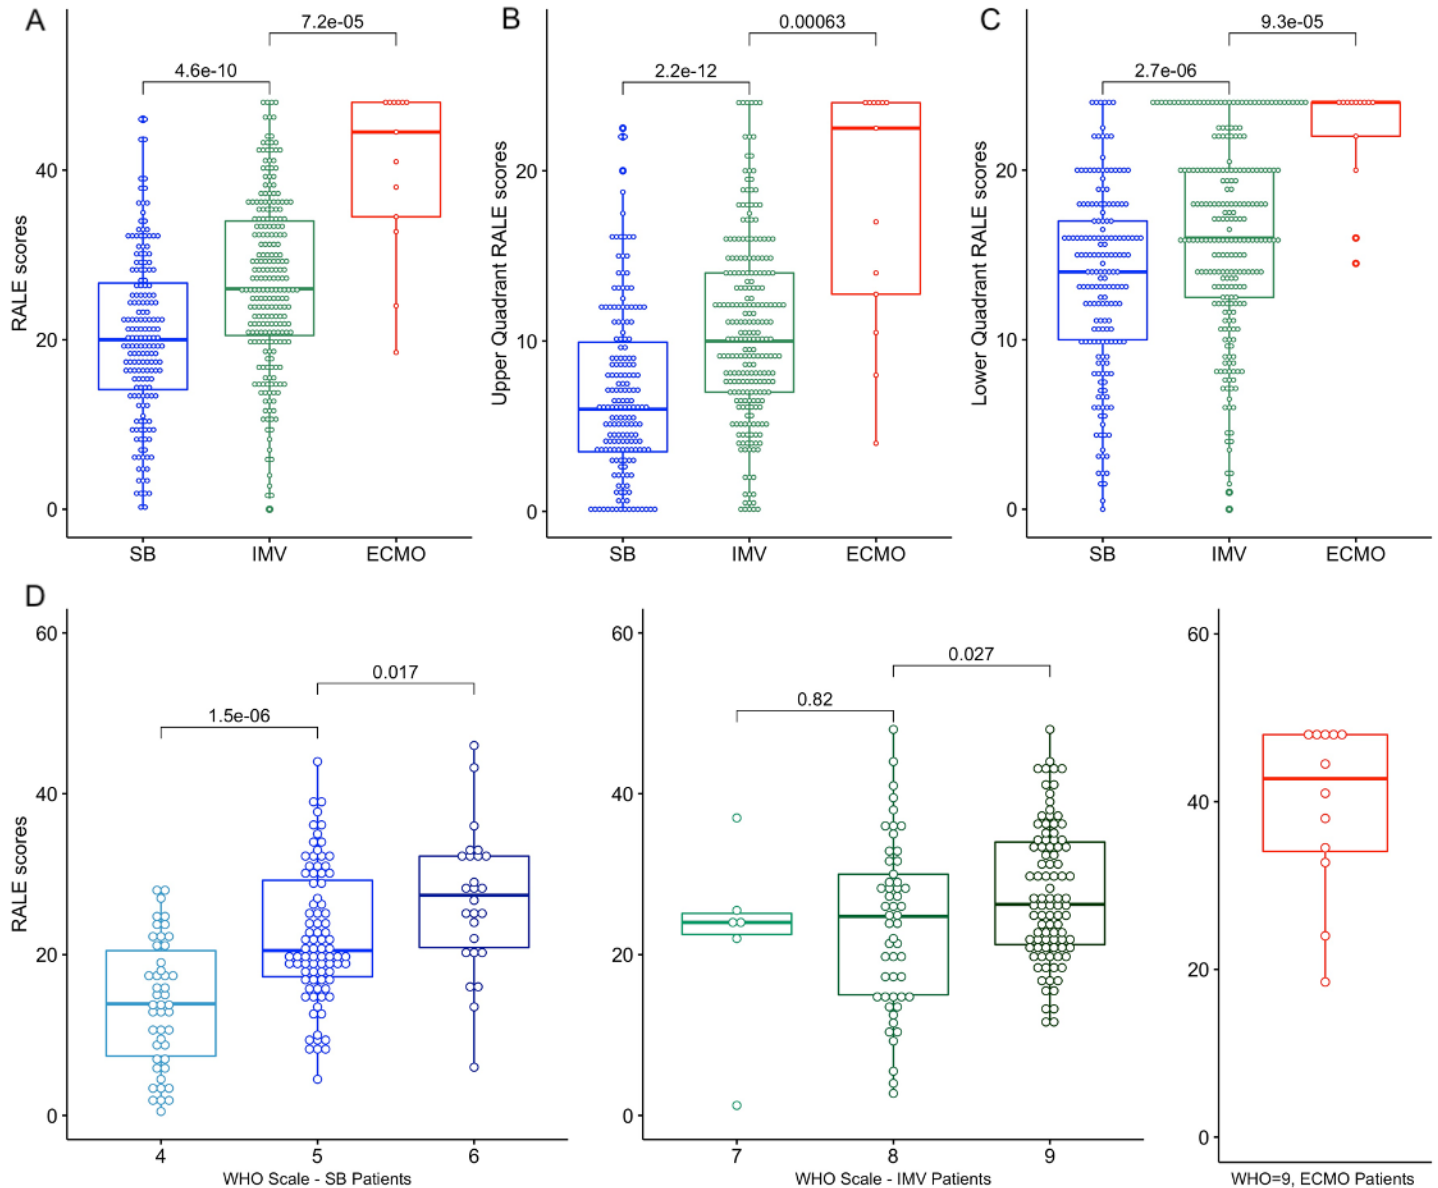 A
7.2e-05
4.6e-10
RALE scores
40
20
0
SB IMV ECMO
B
0.00063
2.2e-12
Upper Quadrant RALE scores
20
10
0
SB IMV ECMO
C
9.3e-05
2.7e-06
Lower Quadrant RALE scores
20
10
0
SB IMV ECMO
D
60
40
20
0
RALE scores
0.017
1.5e-06
4 5 6
WHO Scale - SB Patients
60
40
20
0
0.027
0.82
7 8 9
WHO Scale - IMV Patients
60
40
20
0
WHO=9, ECMO Patients